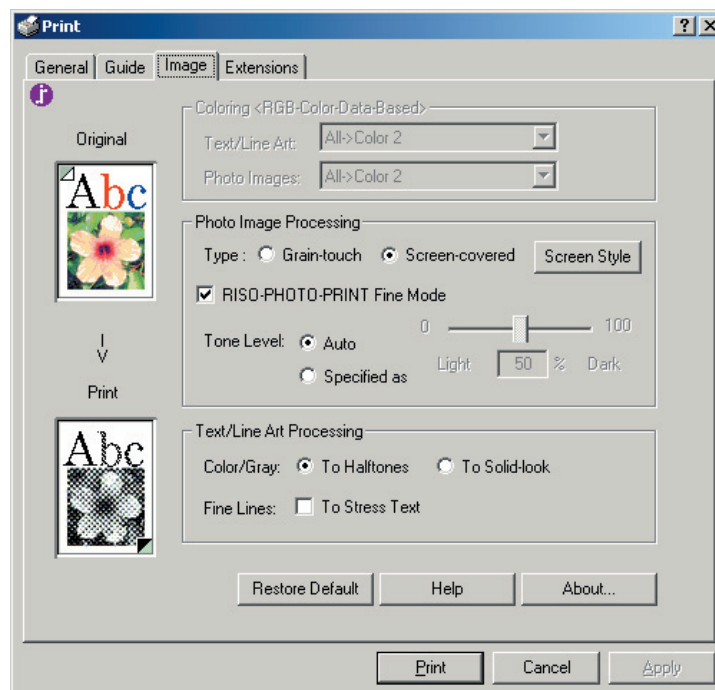 Print
General Guide Image Extensions
Original
Abc
Print
Abc
Coloring <RGB-Color-Data-Based>
Text/Line Art: All->Color 2
Photo Images: All->Color 2
Photo Image Processing
Type : Grain-touch Screen-covered Screen Style
RISO-PHOTO-PRINT Fine Mode
Tone Level: Auto
0 100
Light 50 % Dark
Specified as
Text/Line Art Processing
Color/Gray: To Halftones To Solid-look
Fine Lines: To Stress Text
Restore Default Help About...
Print Cancel Apply